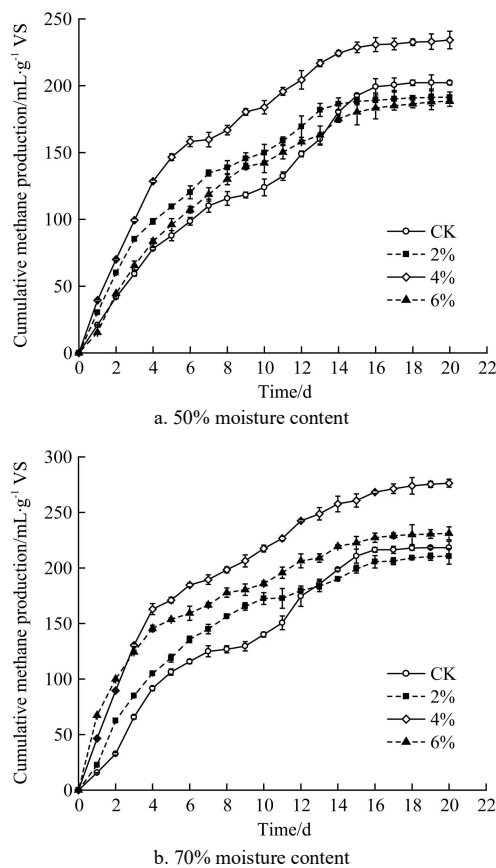 Cumulative methane production/mL·g⁻¹ VS
250
200
150
100
50
0
CK
2%
4%
6%
0 2 4 6 8 10 12 14 16 18 20 22
Time/d
a. 50% moisture content
Cumulative methane production/mL·g⁻¹ VS
300
250
200
150
100
50
0
CK
2%
4%
6%
0 2 4 6 8 10 12 14 16 18 20 22
Time/d
b. 70% moisture content